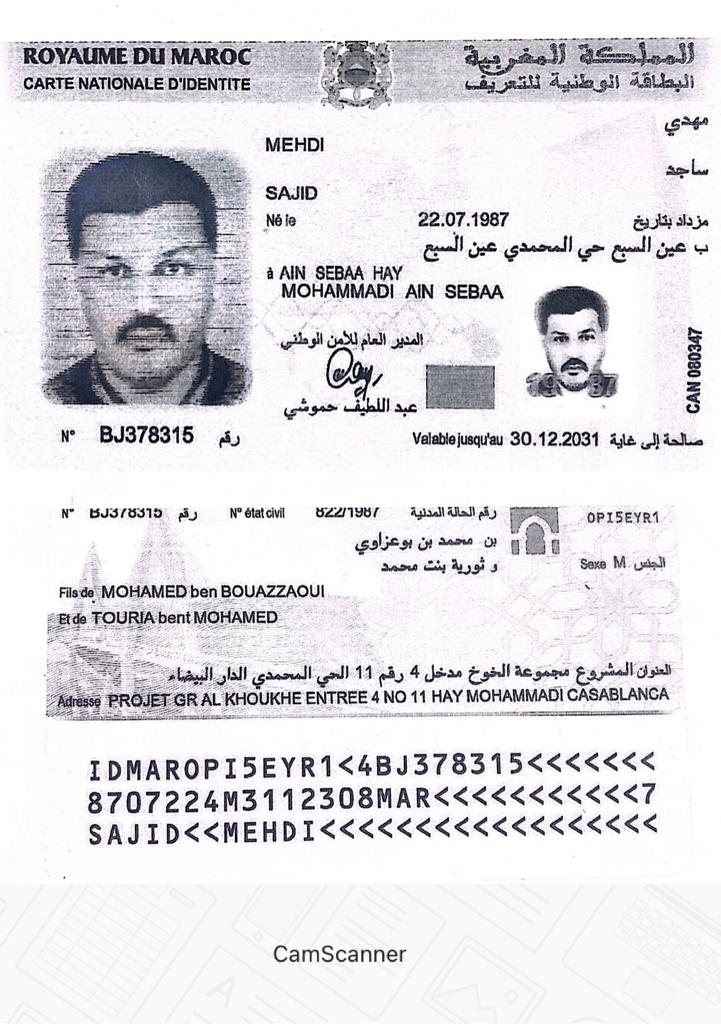 ROYAUME DU MAROC
المملكة المغربية
CARTE NATIONALE D'IDENTITE
البطاقة الوطنية للتعريف
مهدي
MEHDI
ساجد
SAJID
Né le 22.07.1987 مزداد بتاريخ
ب عين السبع حي المحمدي عين السبع
à AIN SEBAA HAY
MOHAMMADI AIN SEBAA
المدير العام للأمن الوطني
عبد اللطيف حموشي
1987
CAN 080347
N° BJ378315 رقم
Valable jusqu'au 30.12.2031 صالحة إلى غاية
N° BJ378315 رقم N° état civil 822/1987 رقم الحالة المدنية
OPI5EYR1
بن محمد بن بوعزاوي
و ثورية بنت محمد
Sexe M الجنس
Fils de MOHAMED ben BOUAZZAOUI
Et de TOURIA bent MOHAMED
العنوان المشروع مجموعة الخوخ مدخل 4 رقم 11 الحي المحمدي الدار البيضاء
Adresse PROJET GR AL KHOUKHE ENTREE 4 NO 11 HAY MOHAMMADI CASABLANCA
IDMAROPI5EYR1<4BJ378315<<<<<<<
8707224M3112308MAR<<<<<<<<<<<7
SAJID<<MEHDI<<<<<<<<<<<<<<<<<<
CamScanner